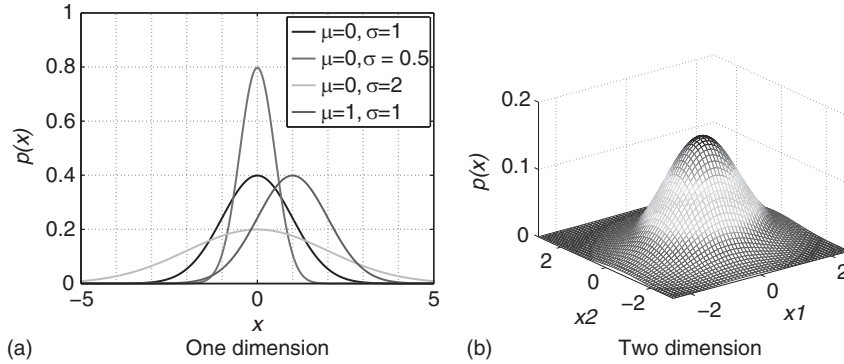 1
0.8
0.6
0.4
0.2
0
−5
0
5
p(x)
x
μ=0, σ=1
μ=0,σ = 0.5
μ=0, σ=2
μ=1, σ=1
(a)
One dimension
0.2
0.1
0
p(x)
2
0
−2
x2
−2
0
2
x1
(b)
Two dimension